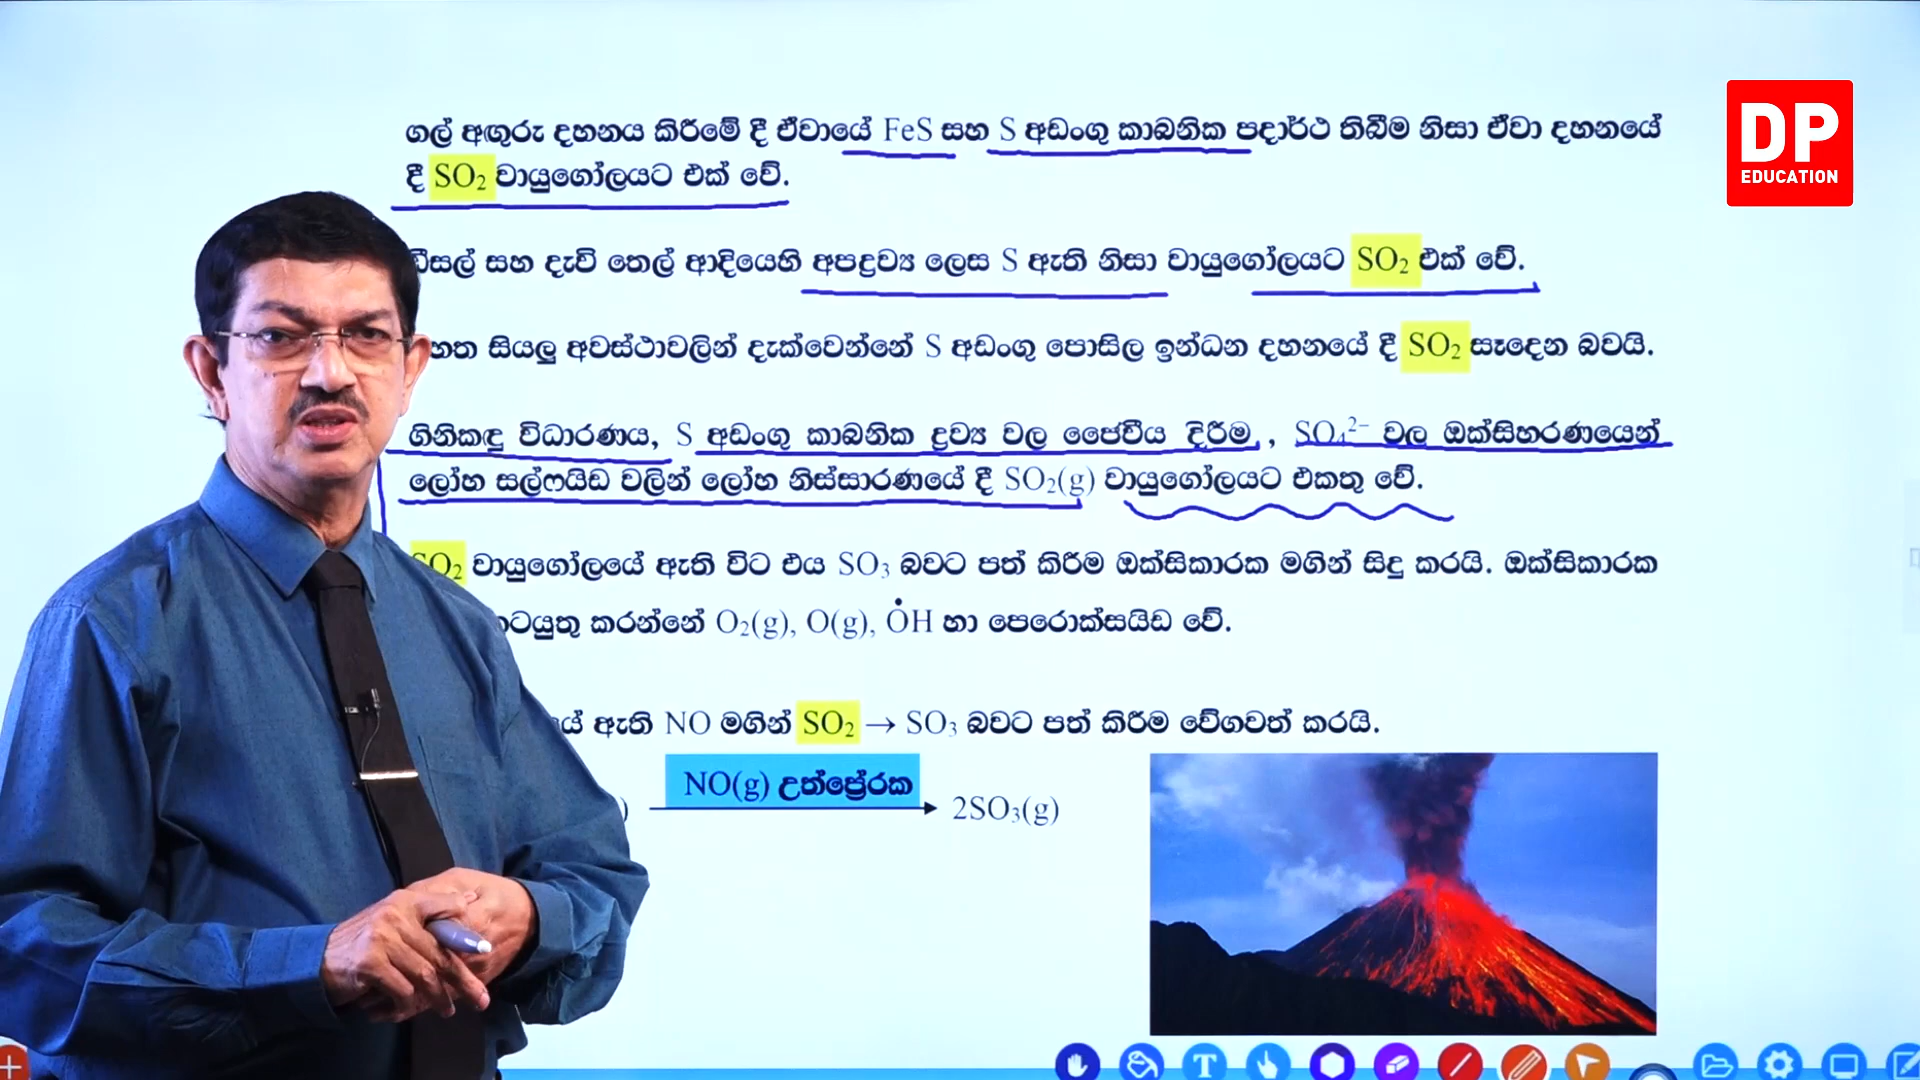 DP
EDUCATION
ගල් අඟුරු දහනය කිරීමේ දී ඒවායේ FeS සහ S අඩංගු කාබනික පදාර්ථ තිබීම නිසා ඒවා දහනයේ
දී SO₂ වායුගෝලයට එක් වේ.
සහ දැවි තෙල් ආදියෙහි අපද්‍රව්‍ය ලෙස S ඇති නිසා වායුගෝලයට SO₂ එක් වේ.
සියලු අවස්ථාවලින් දැක්වෙන්නේ S අඩංගු පොසිල ඉන්ධන දහනයේ දී SO₂ සෑදෙන බවයි.
ගිනිකඳු විධාරණය, S අඩංගු කාබනික ද්‍රව්‍ය වල ජෛවීය දිරීම, SO₄²⁻ වල ඔක්සිහරණයෙන්
ලෝහ සල්ෆයිඩ වලින් ලෝහ නිස්සාරණයේ දී SO₂(g) වායුගෝලයට එකතු වේ.
SO₂ වායුගෝලයේ ඇති විට එය SO₃ බවට පත් කිරීම ඔක්සිකාරක මගින් සිදු කරයි. ඔක්සිකාරක
කරන්නේ O₂(g), O(g), ȮH හා පෙරොක්සයිඩ වේ.
ඇති NO මගින් SO₂ → SO₃ බවට පත් කිරීම වේගවත් කරයි.
NO(g) උත්ප්‍රේරක
2SO₃(g)